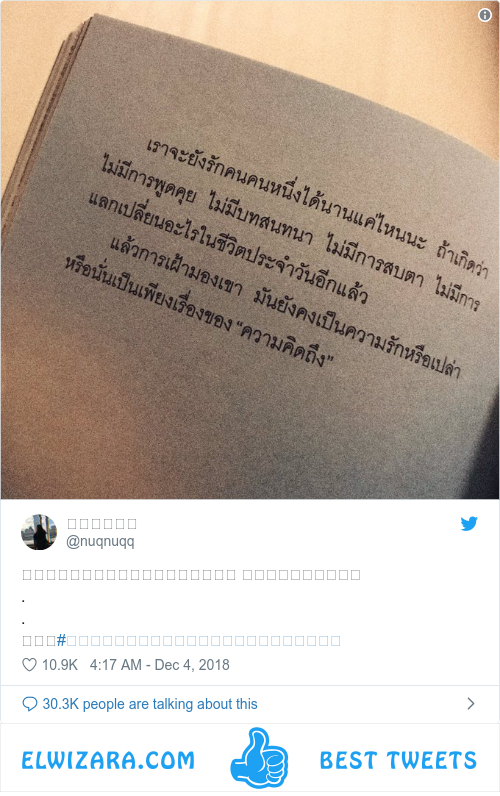 เราจะยังรักคนคนหนึ่งได้นานแค่ไหนนะ ถ้าเกิดว่า
ไม่มีการพูดคุย ไม่มีบทสนทนา ไม่มีการสบตา ไม่มีการ
แลกเปลี่ยนอะไรในชีวิตประจำวันอีกแล้ว
แล้วการเฝ้ามองเขา มันยังคงเป็นความรักหรือเปล่า
หรือนั่นเป็นเพียงเรื่องของ “ความคิดถึง”
@nuqnuqq
.
.
#
10.9K 4:17 AM - Dec 4, 2018
30.3K people are talking about this
ELWIZARA.COM BEST TWEETS